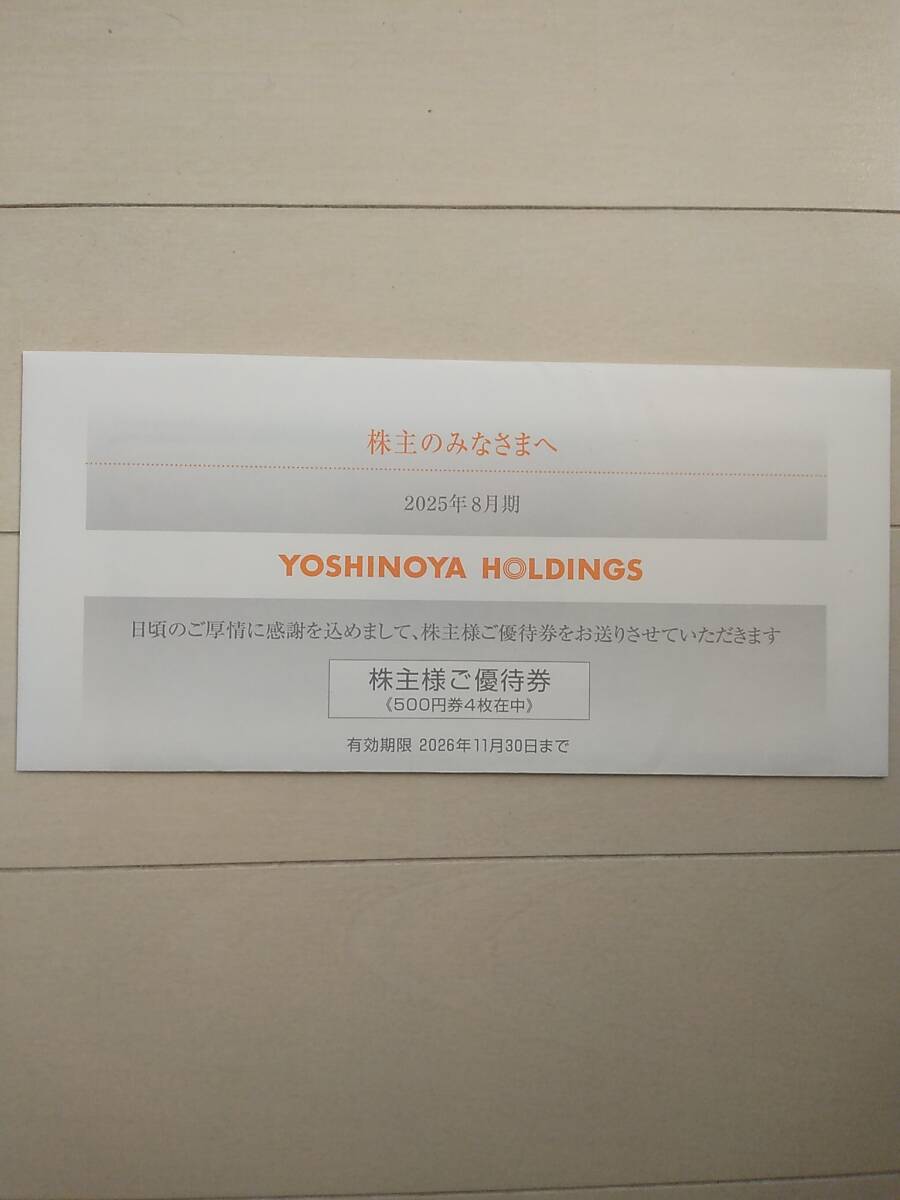 株主のみなさまへ
2025年8月期
YOSHINOYA HOLDINGS
日頃のご厚情に感謝を込めまして、株主様ご優待券をお送りさせていただきます
株主様ご優待券
《500円券4枚在中》
有効期限 2026年11月30日まで